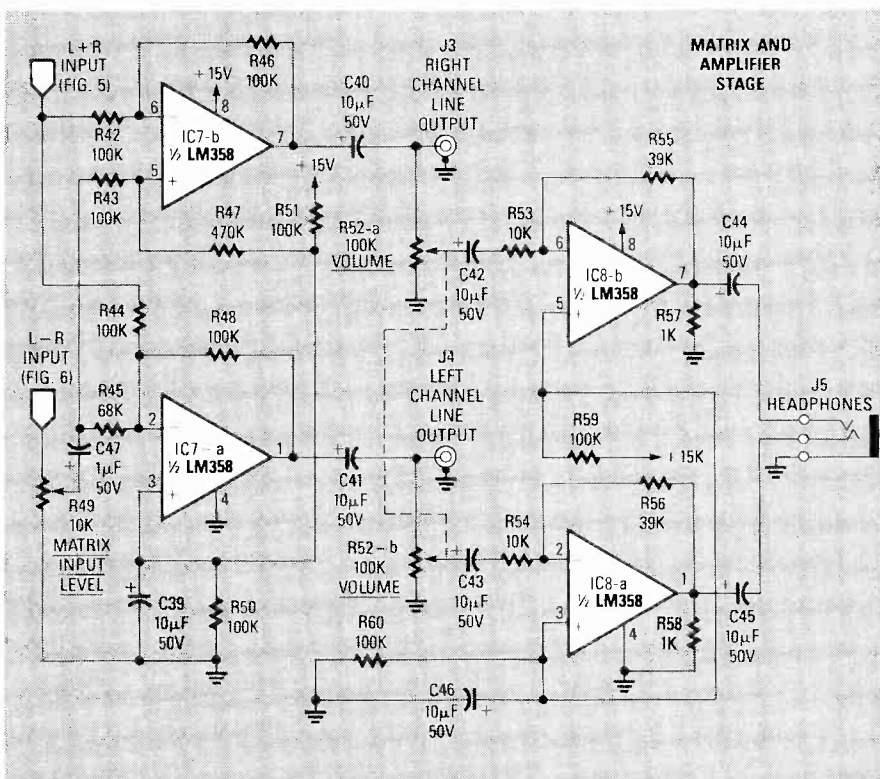 L+R
INPUT
(FIG. 5)
R46
100K
+15V
8
6
R42
100K
5
R43
100K
IC7-b
½ LM358
7
C40
10µF
50V
J3
RIGHT
CHANNEL
LINE
OUTPUT
MATRIX AND
AMPLIFIER
STAGE
+15V
R47
470K
R51
100K
R52-a
100K
VOLUME
C42
10µF
50V
R53
10K
R55
39K
+15V
8
6
5
IC8-b
½ LM358
7
R57
1K
C44
10µF
50V
R44
100K
L-R
INPUT
(FIG. 6)
R48
100K
R45
68K
C47
1µF
50V
2
3
IC7-a
½ LM358
1
4
R49
10K
MATRIX
INPUT
LEVEL
C39
10µF
50V
R50
100K
C41
10µF
50V
J4
LEFT
CHANNEL
LINE
OUTPUT
R52-b
100K
VOLUME
C43
10µF
50V
R54
10K
R59
100K
+15K
R56
39K
2
3
IC8-a
½ LM358
1
4
R58
1K
C45
10µF
50V
J5
HEADPHONES
R60
100K
C46
10µF
50V